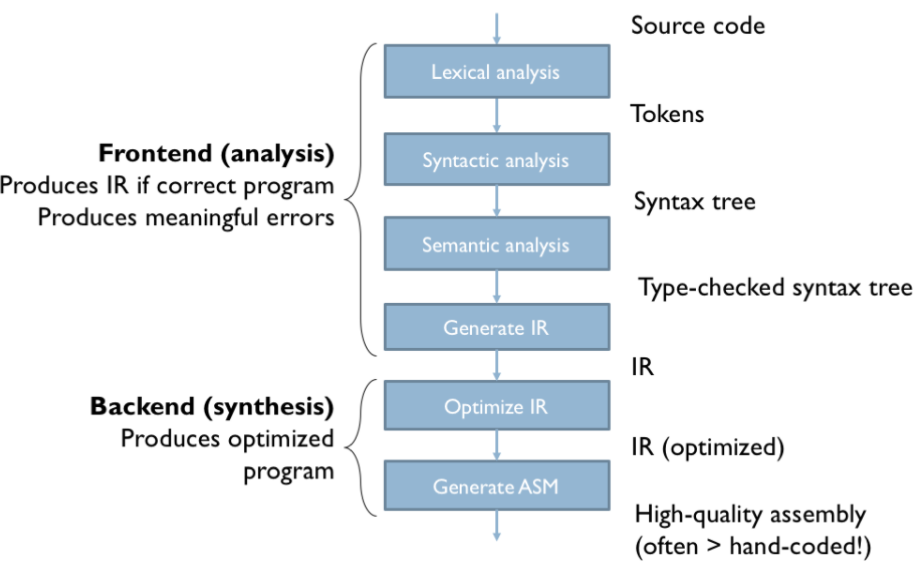 Source code
Lexical analysis
Tokens
Frontend (analysis)
Produces IR if correct program
Produces meaningful errors
Syntactic analysis
Syntax tree
Semantic analysis
Type-checked syntax tree
Generate IR
IR
Backend (synthesis)
Produces optimized
program
Optimize IR
IR (optimized)
Generate ASM
High-quality assembly
(often > hand-coded!)